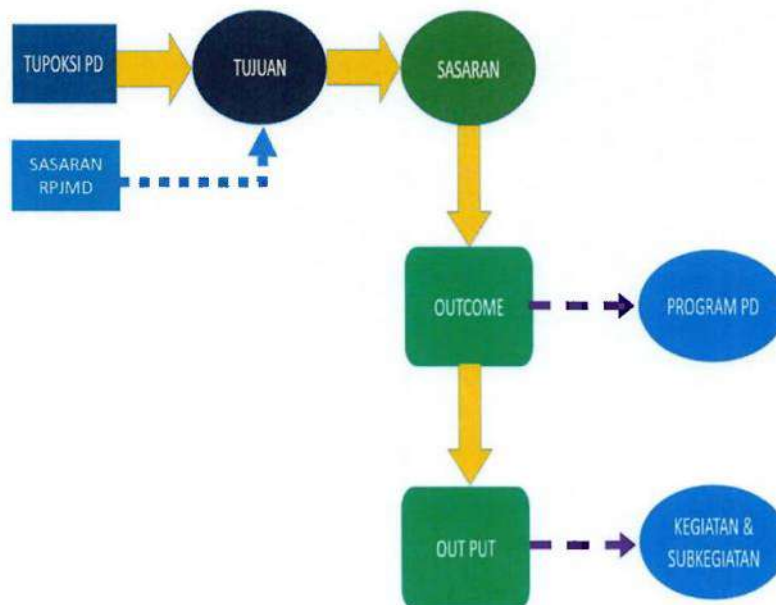 TUPOKSI PD
TUJUAN
SASARAN
SASARAN
RPJMD
OUTCOME
PROGRAM PD
OUT PUT
KEGIATAN &
SUBKEGIATAN